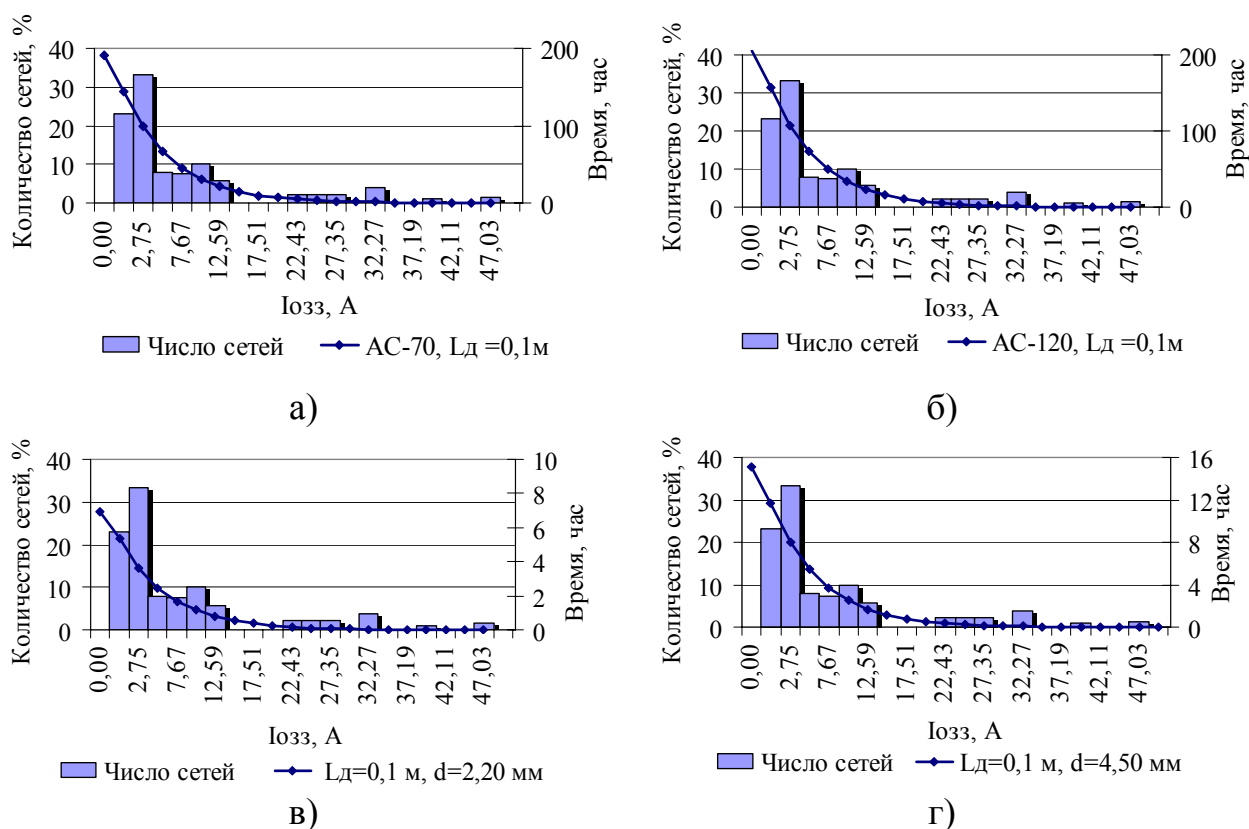 Количество сетей, %
40
30
20
10
0
200
100
0
Время, час
0,00 2,75 7,67 12,59 17,51 22,43 27,35 32,27 37,19 42,11 47,03
Iозз, А
Число сетей АС-70, Lд =0,1м
а)
Количество сетей, %
40
30
20
10
0
200
100
0
Время, час
0,00 2,75 7,67 12,59 17,51 22,43 27,35 32,27 37,19 42,11 47,03
Iозз, А
Число сетей АС-120, Lд =0,1м
б)
Количество сетей, %
40
30
20
10
0
10
8
6
4
2
0
Время, час
0,00 2,75 7,67 12,59 17,51 22,43 27,35 32,27 37,19 42,11 47,03
Iозз, А
Число сетей Lд=0,1 м, d=2,20 мм
в)
Количество сетей, %
40
30
20
10
0
16
12
8
4
0
Время, час
0,00 2,75 7,67 12,59 17,51 22,43 27,35 32,27 37,19 42,11 47,03
Iозз, А
Число сетей Lд=0,1 м, d=4,50 мм
г)